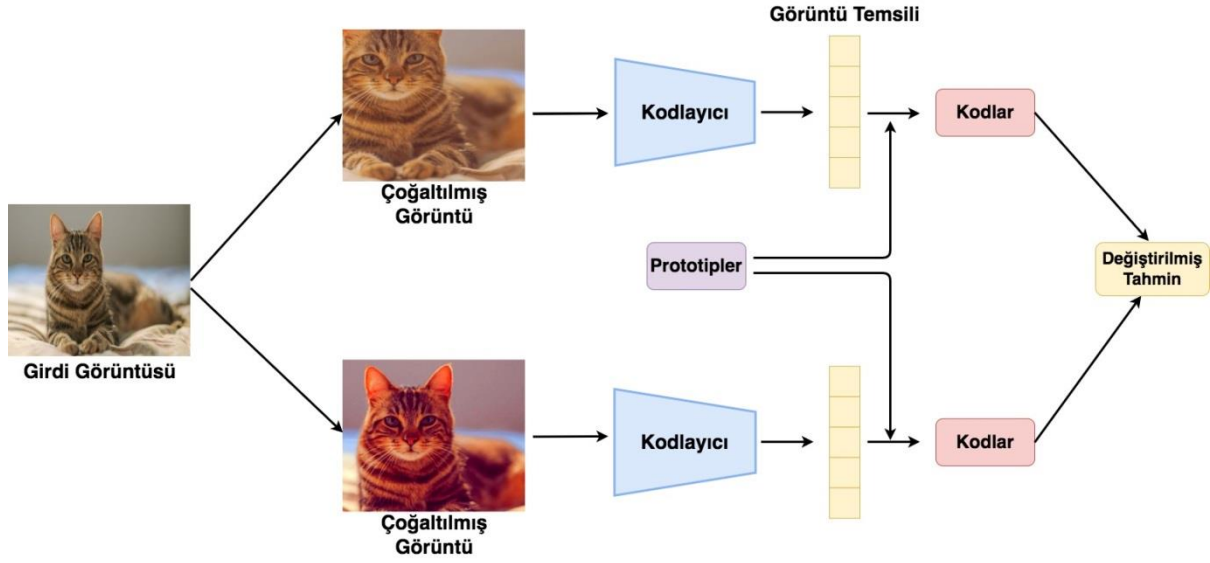 Görüntü Temsili
Kodlayıcı
Kodlar
Çoğaltılmış
Görüntü
Prototipler
Değiştirilmiş
Tahmin
Girdi Görüntüsü
Kodlayıcı
Kodlar
Çoğaltılmış
Görüntü